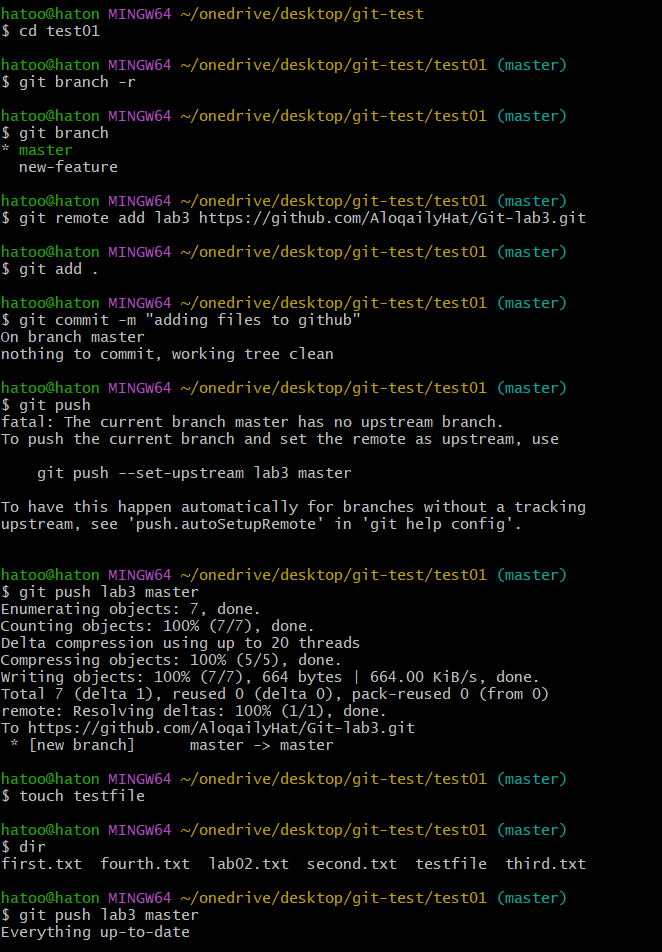 hatoo@haton MINGW64 ~/onedrive/desktop/git-test
$ cd test01
hatoo@haton MINGW64 ~/onedrive/desktop/git-test/test01 (master)
$ git branch -r
hatoo@haton MINGW64 ~/onedrive/desktop/git-test/test01 (master)
$ git branch
* master
  new-feature
hatoo@haton MINGW64 ~/onedrive/desktop/git-test/test01 (master)
$ git remote add lab3 https://github.com/AloqailyHat/Git-lab3.git
hatoo@haton MINGW64 ~/onedrive/desktop/git-test/test01 (master)
$ git add .
hatoo@haton MINGW64 ~/onedrive/desktop/git-test/test01 (master)
$ git commit -m "adding files to github"
On branch master
nothing to commit, working tree clean
hatoo@haton MINGW64 ~/onedrive/desktop/git-test/test01 (master)
$ git push
fatal: The current branch master has no upstream branch.
To push the current branch and set the remote as upstream, use
    git push --set-upstream lab3 master
To have this happen automatically for branches without a tracking
upstream, see 'push.autoSetupRemote' in 'git help config'.
hatoo@haton MINGW64 ~/onedrive/desktop/git-test/test01 (master)
$ git push lab3 master
Enumerating objects: 7, done.
Counting objects: 100% (7/7), done.
Delta compression using up to 20 threads
Compressing objects: 100% (5/5), done.
Writing objects: 100% (7/7), 664 bytes | 664.00 KiB/s, done.
Total 7 (delta 1), reused 0 (delta 0), pack-reused 0 (from 0)
remote: Resolving deltas: 100% (1/1), done.
To https://github.com/AloqailyHat/Git-lab3.git
 * [new branch]      master -> master
hatoo@haton MINGW64 ~/onedrive/desktop/git-test/test01 (master)
$ touch testfile
hatoo@haton MINGW64 ~/onedrive/desktop/git-test/test01 (master)
$ dir
first.txt  fourth.txt  lab02.txt  second.txt  testfile  third.txt
hatoo@haton MINGW64 ~/onedrive/desktop/git-test/test01 (master)
$ git push lab3 master
Everything up-to-date